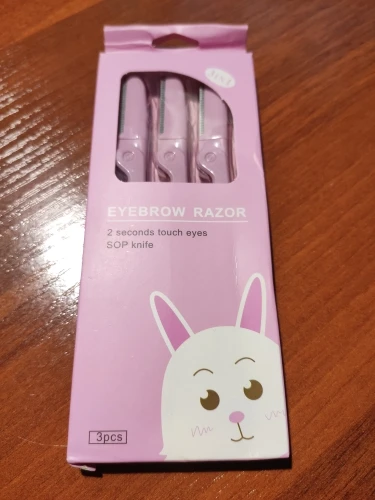 EYEBROW RAZOR
2 seconds touch eyes
SOP knife
3pcs